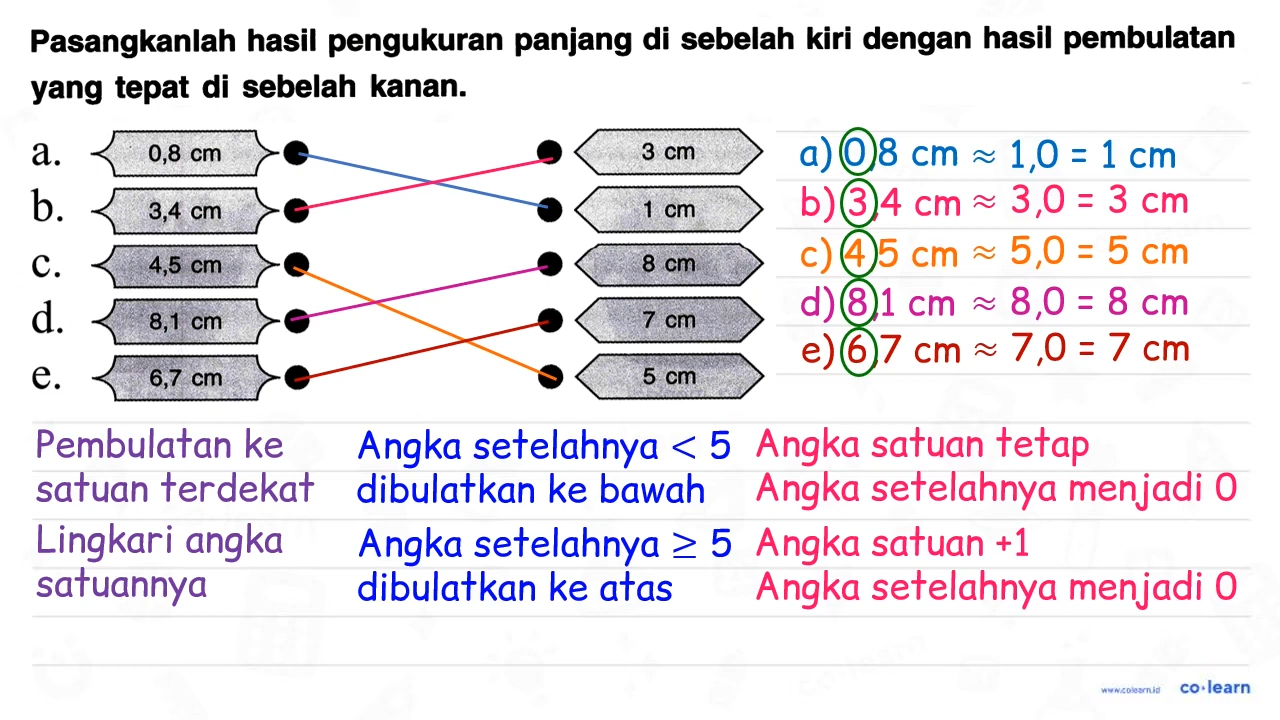 Pasangkanlah hasil pengukuran panjang di sebelah kiri dengan hasil pembulatan
yang tepat di sebelah kanan.
a. 0,8 cm 3 cm
b. 3,4 cm 1 cm
c. 4,5 cm 8 cm
d. 8,1 cm 7 cm
e. 6,7 cm 5 cm
a) 0,8 cm ≈ 1,0 = 1 cm
b) 3,4 cm ≈ 3,0 = 3 cm
c) 4,5 cm ≈ 5,0 = 5 cm
d) 8,1 cm ≈ 8,0 = 8 cm
e) 6,7 cm ≈ 7,0 = 7 cm
Pembulatan ke
satuan terdekat
Lingkari angka
satuannya
Angka setelahnya < 5
dibulatkan ke bawah
Angka setelahnya ≥ 5
dibulatkan ke atas
Angka satuan tetap
Angka setelahnya menjadi 0
Angka satuan +1
Angka setelahnya menjadi 0
www.colearn.id co·learn